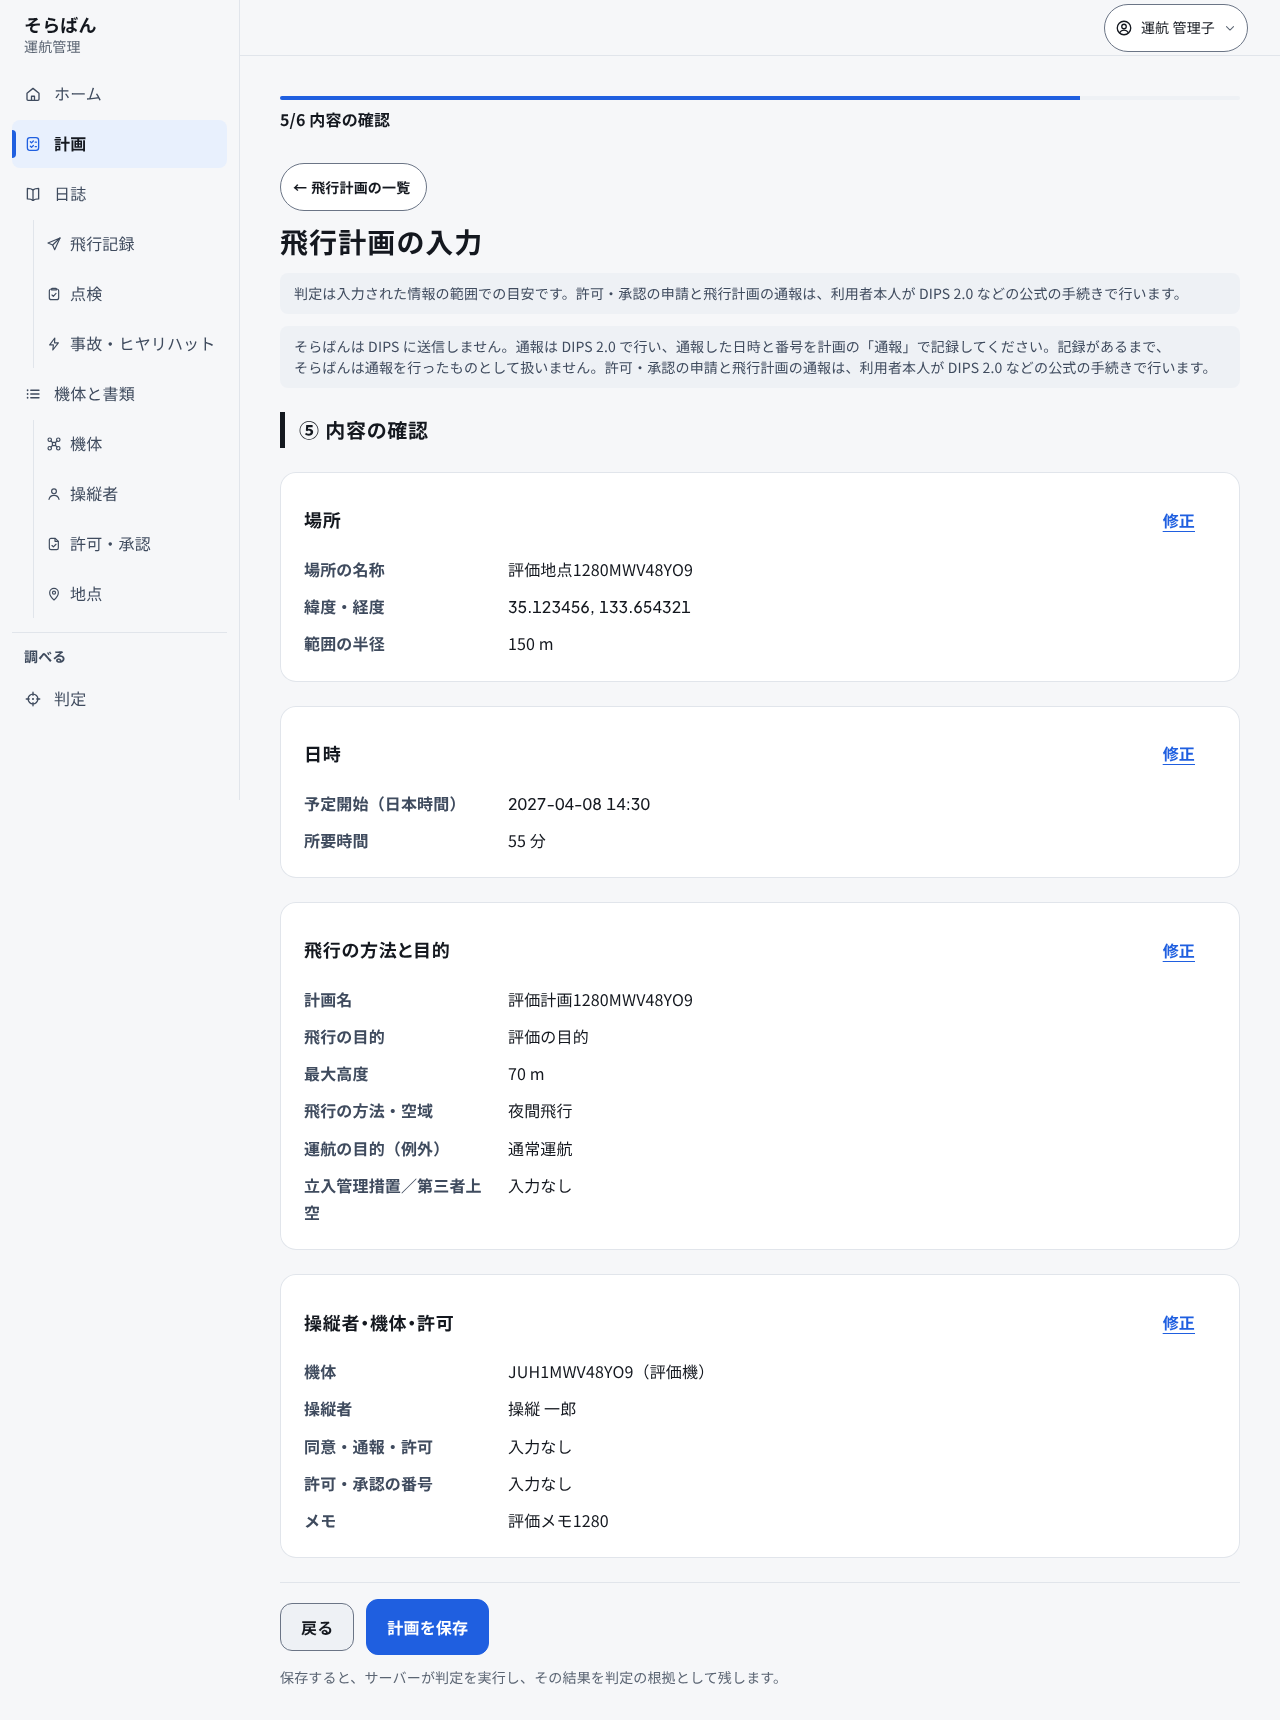 そらばん
運航管理
運航 管理子
ホーム
計画
日誌
飛行記録
点検
事故・ヒヤリハット
機体と書類
機体
操縦者
許可・承認
地点
調べる
判定
5/6 内容の確認
← 飛行計画の一覧
飛行計画の入力
判定は入力された情報の範囲での目安です。許可・承認の申請と飛行計画の通報は、利用者本人が DIPS 2.0 などの公式の手続きで行います。
そらばんは DIPS に送信しません。通報は DIPS 2.0 で行い、通報した日時と番号を計画の「通報」で記録してください。記録があるまで、
そらばんは通報を行ったものとして扱いません。許可・承認の申請と飛行計画の通報は、利用者本人が DIPS 2.0 などの公式の手続きで行います。
⑤ 内容の確認
場所 修正
場所の名称 評価地点1280MWV48YO9
緯度・経度 35.123456, 133.654321
範囲の半径 150 m
日時 修正
予定開始（日本時間） 2027-04-08 14:30
所要時間 55 分
飛行の方法と目的 修正
計画名 評価計画1280MWV48YO9
飛行の目的 評価の目的
最大高度 70 m
飛行の方法・空域 夜間飛行
運航の目的（例外） 通常運航
立入管理措置／第三者上 入力なし
空
操縦者・機体・許可 修正
機体 JUH1MWV48YO9（評価機）
操縦者 操縦 一郎
同意・通報・許可 入力なし
許可・承認の番号 入力なし
メモ 評価メモ1280
戻る 計画を保存
保存すると、サーバーが判定を実行し、その結果を判定の根拠として残します。